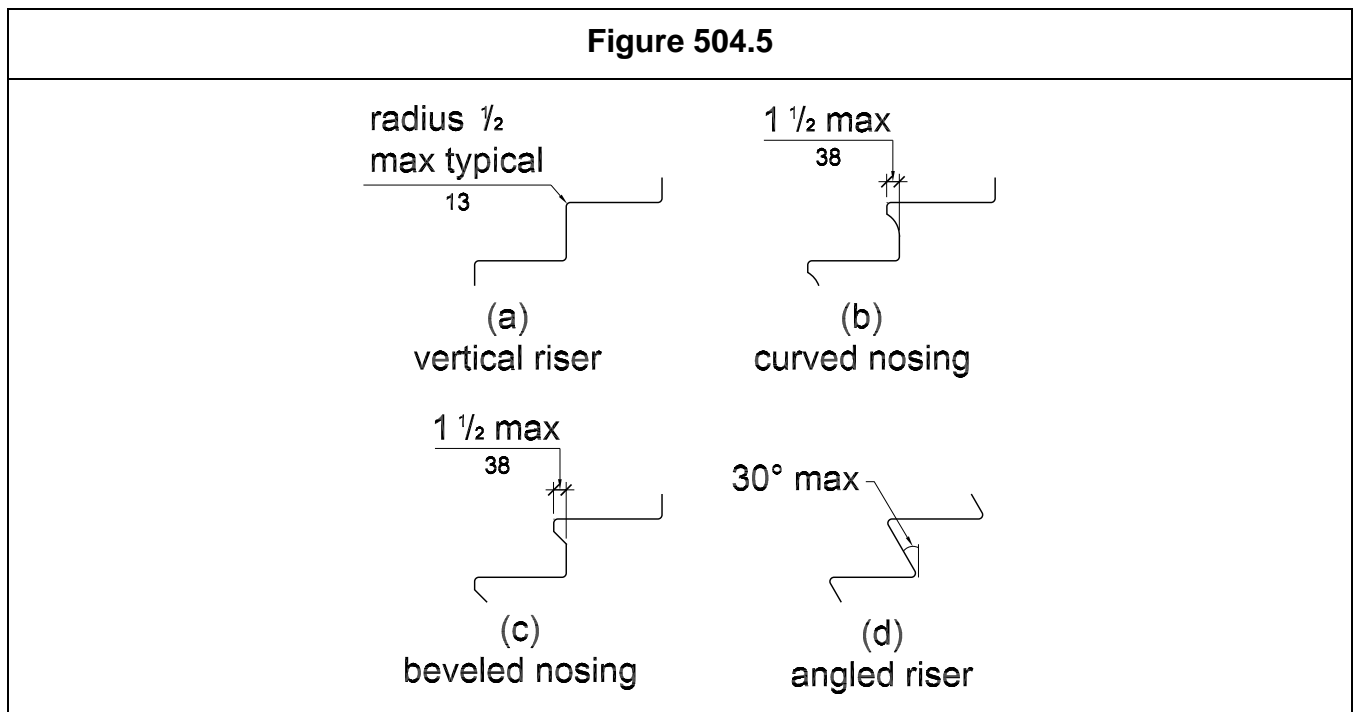 Figure 504.5
radius ½
max typical
13
(a)
vertical riser
1 ½ max
38
(b)
curved nosing
1 ½ max
38
(c)
beveled nosing
30° max
(d)
angled riser